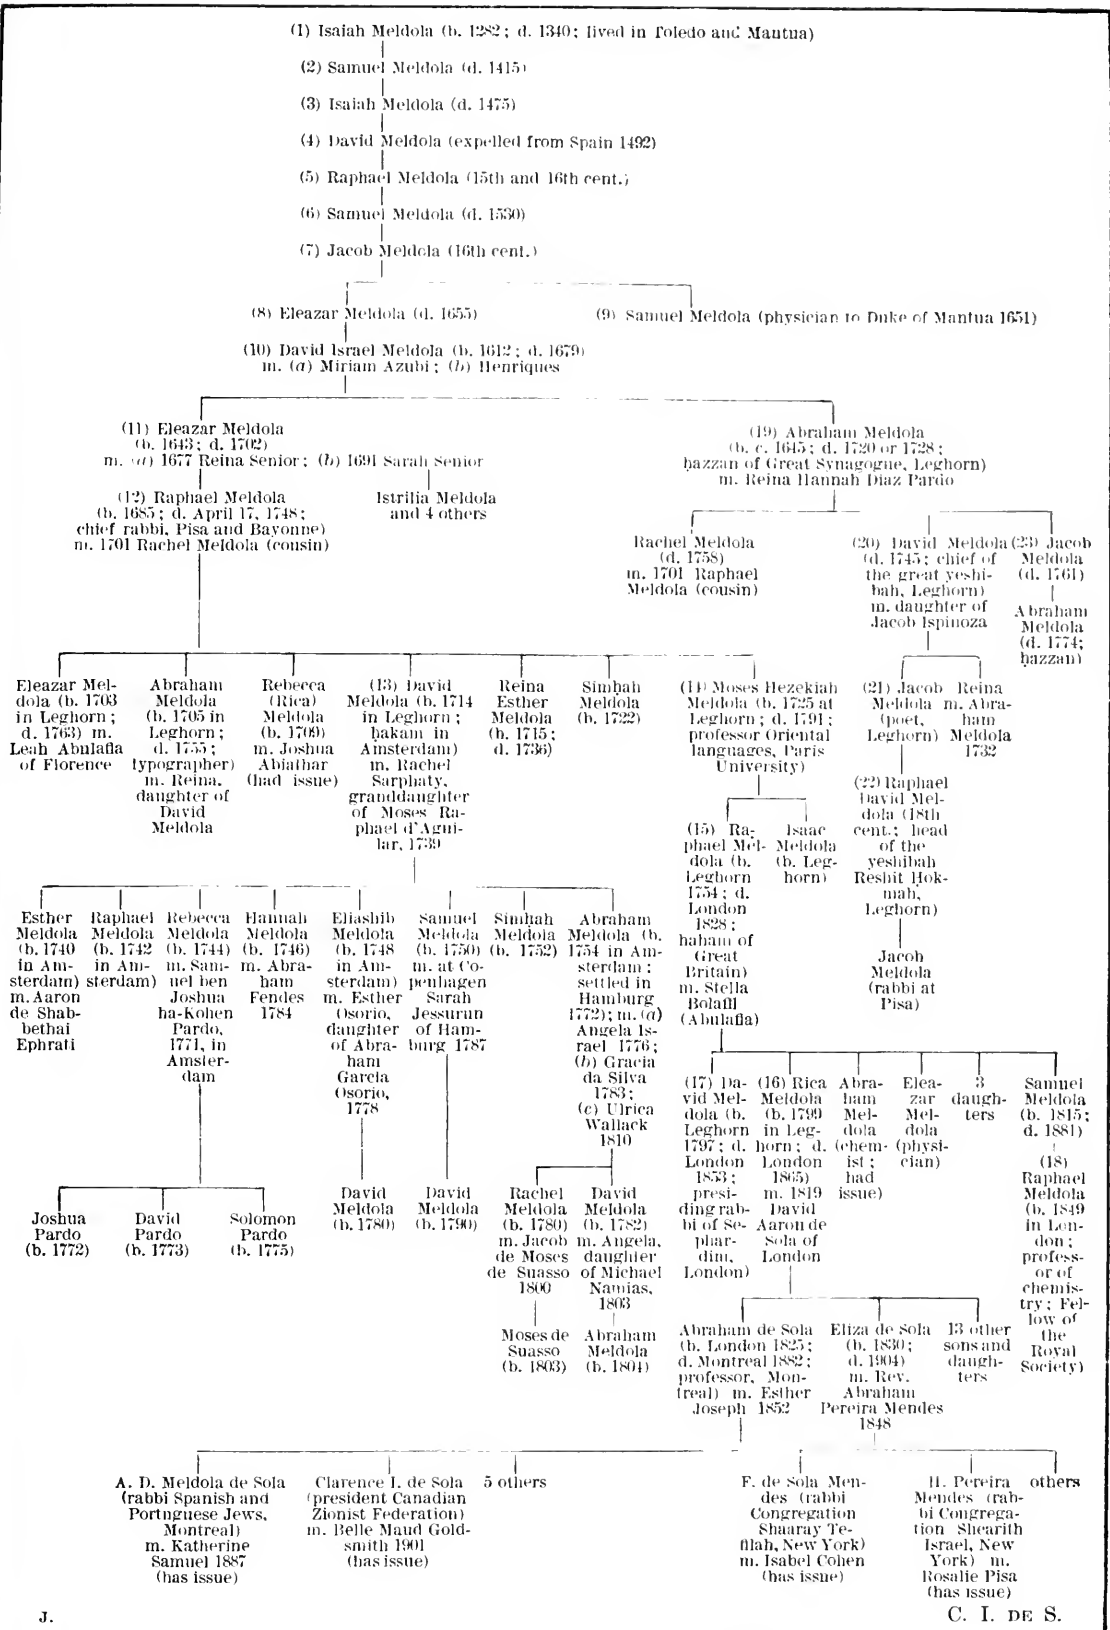 (1) Isaiah Meldola (b. 1282; d. 1340; lived in Toledo and Mantua)
(2) Samuel Meldola (d. 1415)
(3) Isaiah Meldola (d. 1475)
(4) David Meldola (expelled from Spain 1492)
(5) Raphael Meldola (15th and 16th cent.)
(6) Samuel Meldola (d. 1530)
(7) Jacob Meldola (16th cent.)
(8) Eleazar Meldola (d. 1655)
(9) Samuel Meldola (physician to Duke of Mantua 1651)
(10) David Israel Meldola (b. 1612; d. 1679)
m. (a) Miriam Azubi; (b) Henriques
(11) Eleazar Meldola
(b. 1643; d. 1702)
m. (a) 1677 Reina Senior; (b) 1691 Sarah Senior
(19) Abraham Meldola
(b. c. 1645; d. 1720 or 1728;
ḥazzan of Great Synagogue, Leghorn)
m. Reina Hannah Diaz Pardo
(12) Raphael Meldola
(b. 1685; d. April 17, 1748;
chief rabbi, Pisa and Bayonne)
m. 1701 Rachel Meldola (cousin)
Istrilia Meldola
and 4 others
Rachel Meldola
(d. 1758)
m. 1701 Raphael
Meldola (cousin)
(20) David Meldola
(d. 1745; chief of
the great yeshi-
bah, Leghorn)
m. daughter of
Jacob Ispinoza
(23) Jacob
Meldola
(d. 1761)
Abraham
Meldola
(d. 1774;
ḥazzan)
Eleazar Mel-
dola (b. 1703
in Leghorn;
d. 1763) m.
Leah Abulafia
of Florence
Abraham
Meldola
(b. 1705 in
Leghorn;
d. 1755;
typographer)
m. Reina,
daughter of
David
Meldola
Rebecca
(Rica)
Meldola
(b. 1709)
m. Joshua
Abiathar
(had issue)
(13) David
Meldola (b. 1714
in Leghorn;
ḥakam in
Amsterdam)
m. Rachel
Sarphaty,
granddaughter
of Moses Ra-
phael d'Agui-
lar, 1739
Reina
Esther
Meldola
(b. 1715;
d. 1736)
Simḥah
Meldola
(b. 1722)
(14) Moses Hezekiah
Meldola (b. 1725 at
Leghorn; d. 1791;
professor Oriental
languages, Paris
University)
(21) Jacob
Meldola
(poet,
Leghorn)
Reina
m. Abra-
ham
Meldola
1732
(15) Ra-
phael Mel-
dola (b.
Leghorn
1754; d.
London
1828;
haham of
Great
Britain)
m. Stella
Bolaffi
(Abulafia)
Isaac
Meldola
(b. Leg-
horn)
(22) Raphael
David Mel-
dola (18th
cent.; head
of the
yeshibah
Reshit Ḥok-
mah,
Leghorn)
Jacob
Meldola
(rabbi at
Pisa)
Esther
Meldola
(b. 1740
in Am-
sterdam)
m. Aaron
de Shab-
bethai
Ephrati
Raphael
Meldola
(b. 1742
in Am-
sterdam)
Rebecca
Meldola
(b. 1744)
m. Sam-
uel ben
Joshua
ha-Kohen
Pardo,
1771, in
Amster-
dam
Hannah
Meldola
(b. 1746)
m. Abra-
ham
Fendes
1784
Eliashib
Meldola
(b. 1748
in Am-
sterdam)
m. Esther
Osorio,
daughter
of Abra-
ham
Garcia
Osorio,
1778
Samuel
Meldola
(b. 1750)
m. at Co-
penhagen
Sarah
Jessurun
of Ham-
burg 1787
Simḥah
Meldola
(b. 1752)
Abraham
Meldola (b.
1754 in Am-
sterdam;
settled in
Hamburg
1772); m. (a)
Angela Is-
rael 1776;
(b) Gracia
da Silva
1783;
(c) Ulrica
Wallack
1810
(17) Da-
vid Mel-
dola (b.
Leghorn
1797; d.
London
1853;
presi-
ding rab-
bi of Se-
phar-
dim,
London)
(16) Rica
Meldola
(b. 1799
in Leg-
horn; d.
London
1865)
m. 1819
David
Aaron de
Sola of
London
Abra-
ham
Mel-
dola
(chem-
ist;
had
issue)
Elea-
zar
Mel-
dola
(physi-
cian)
3
daugh-
ters
Samuel
Meldola
(b. 1815;
d. 1881)
(18)
Raphael
Meldola
(b. 1849
in Lon-
don;
profess-
or of
chemis-
try; Fel-
low of
the
Royal
Society)
Joshua
Pardo
(b. 1772)
David
Pardo
(b. 1773)
Solomon
Pardo
(b. 1775)
David
Meldola
(b. 1780)
David
Meldola
(b. 1790)
Rachel
Meldola
(b. 1780)
m. Jacob
de Moses
de Suasso
1800
David
Meldola
(b. 1782)
m. Angela,
daughter
of Michael
Namias,
1803
Moses de
Suasso
(b. 1803)
Abraham
Meldola
(b. 1804)
Abraham de Sola
(b. London 1825;
d. Montreal 1882;
professor, Mon-
treal) m. Esther
Joseph 1852
Eliza de Sola
(b. 1830;
d. 1904)
m. Rev.
Abraham
Pereira Mendes
1848
13 other
sons and
daugh-
ters
A. D. Meldola de Sola
(rabbi Spanish and
Portuguese Jews,
Montreal)
m. Katherine
Samuel 1887
(has issue)
Clarence I. de Sola
(president Canadian
Zionist Federation)
m. Belle Maud Gold-
smith 1901
(has issue)
5 others
F. de Sola Men-
des (rabbi
Congregation
Shaaray Te-
fllah, New York)
m. Isabel Cohen
(has issue)
H. Pereira
Mendes (rab-
bi Congrega-
tion Shearith
Israel, New
York) m.
Rosalie Pisa
(has issue)
others
J.
C. I. DE S.